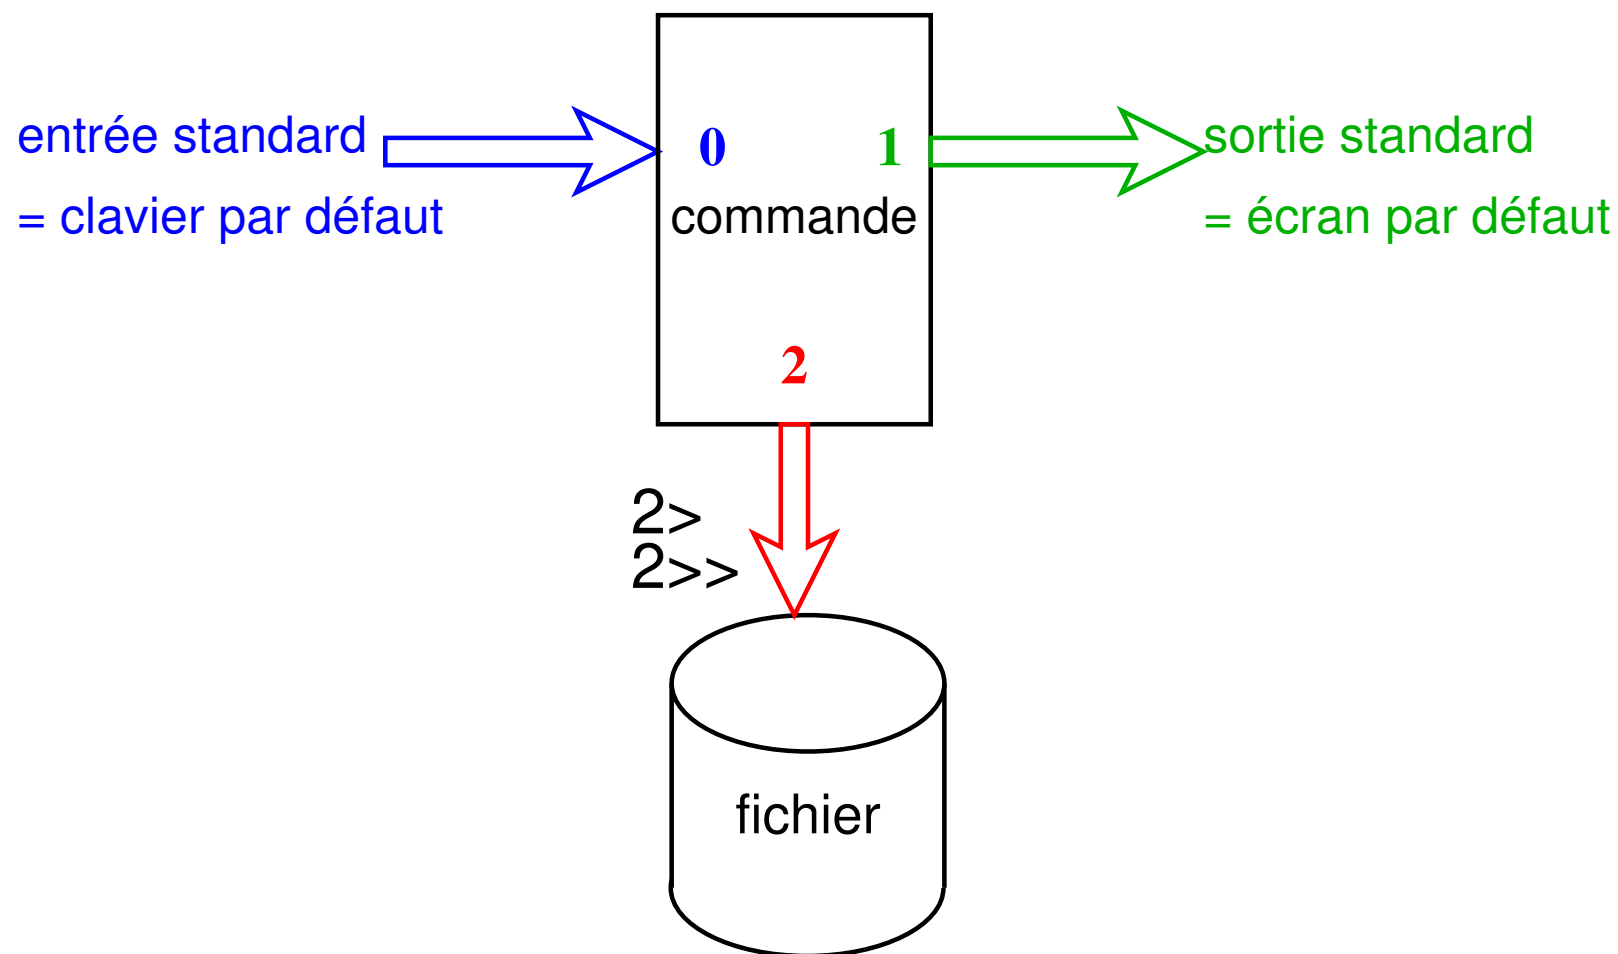 entrée standard
= clavier par défaut
0
1
commande
2
sortie standard
= écran par défaut
2>
2>>
fichier